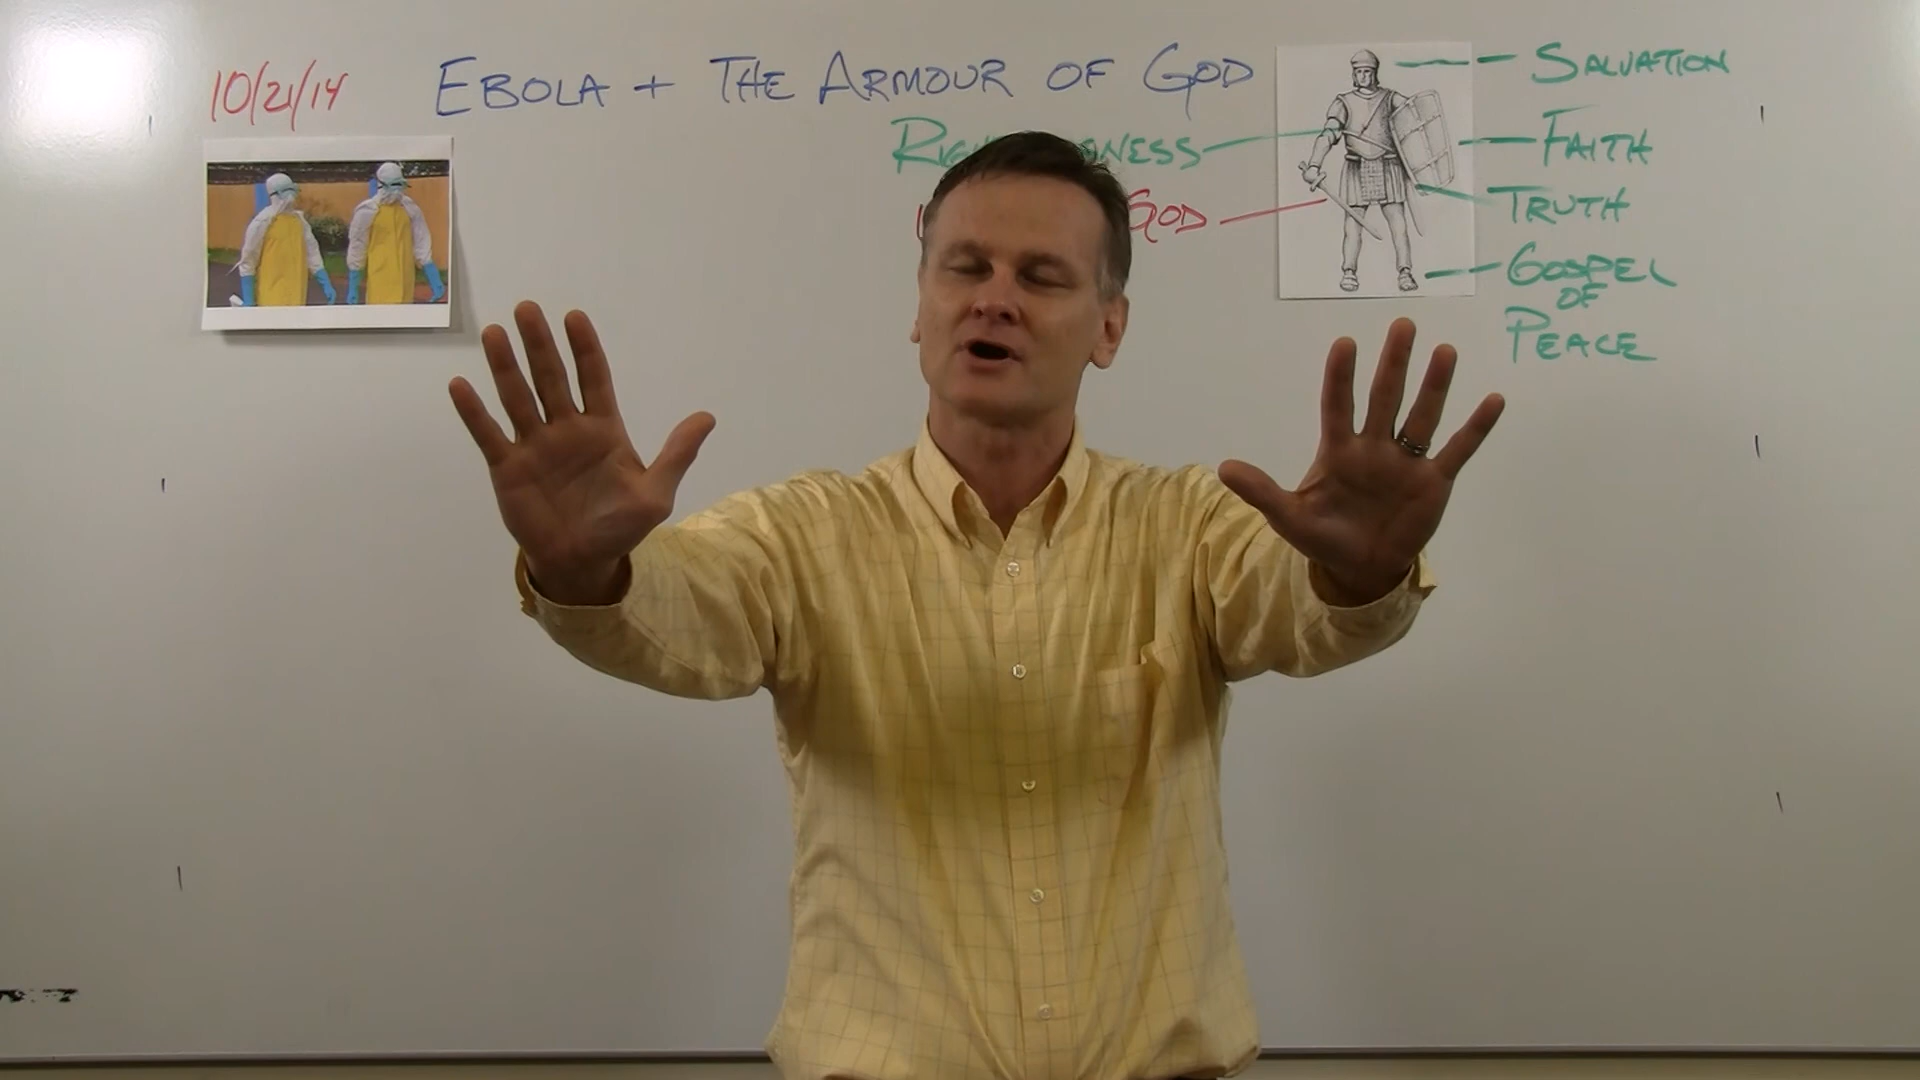 10/21/14
EBOLA + THE ARMOUR OF GOD
SALVATION
FAITH
GOD
TRUTH
GOSPEL
OF
PEACE